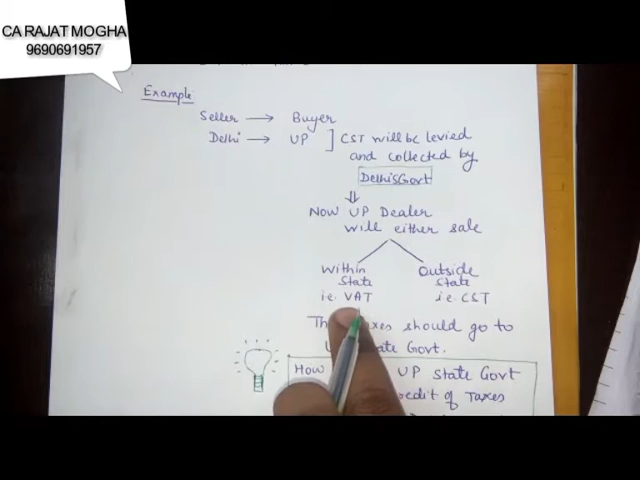 CA RAJAT MOGHA
9690691957
Example
Seller → Buyer
Delhi → UP ] CST will be levied
and collected by
Delhi's Govt
⇓
Now UP Dealer
will either sale
Within State
i.e. VAT
Outside State
i.e. CST
should go to
Govt.
How UP State Govt
of Taxes